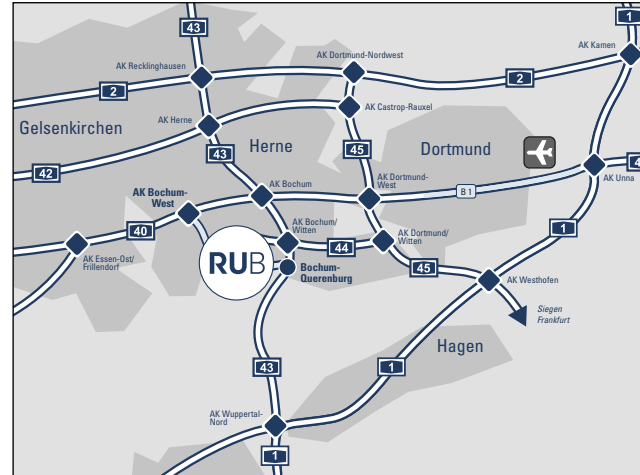 1
43
AK Kamen
AK Dortmund-Nordwest
AK Recklinghausen
2
2
AK Castrop-Rauxel
Gelsenkirchen
AK Herne
Herne
Dortmund
43
45
42
4
AK Unna
AK Bochum-
West
AK Bochum
AK Dortmund-
West
B 1
AK Bochum/
Witten
AK Dortmund/
Witten
40
44
1
AK Essen-Ost/
Frillendorf
RUB
Bochum-
Querenburg
45
AK Westhofen
Siegen
Frankfurt
Hagen
43
1
AK Wuppertal-
Nord
1